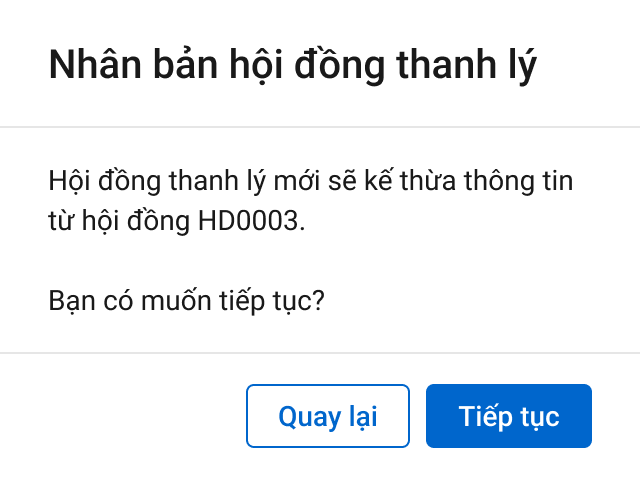 Nhân bản hội đồng thanh lý
Hội đồng thanh lý mới sẽ kế thừa thông tin
từ hội đồng HD0003.
Bạn có muốn tiếp tục?
Quay lại
Tiếp tục